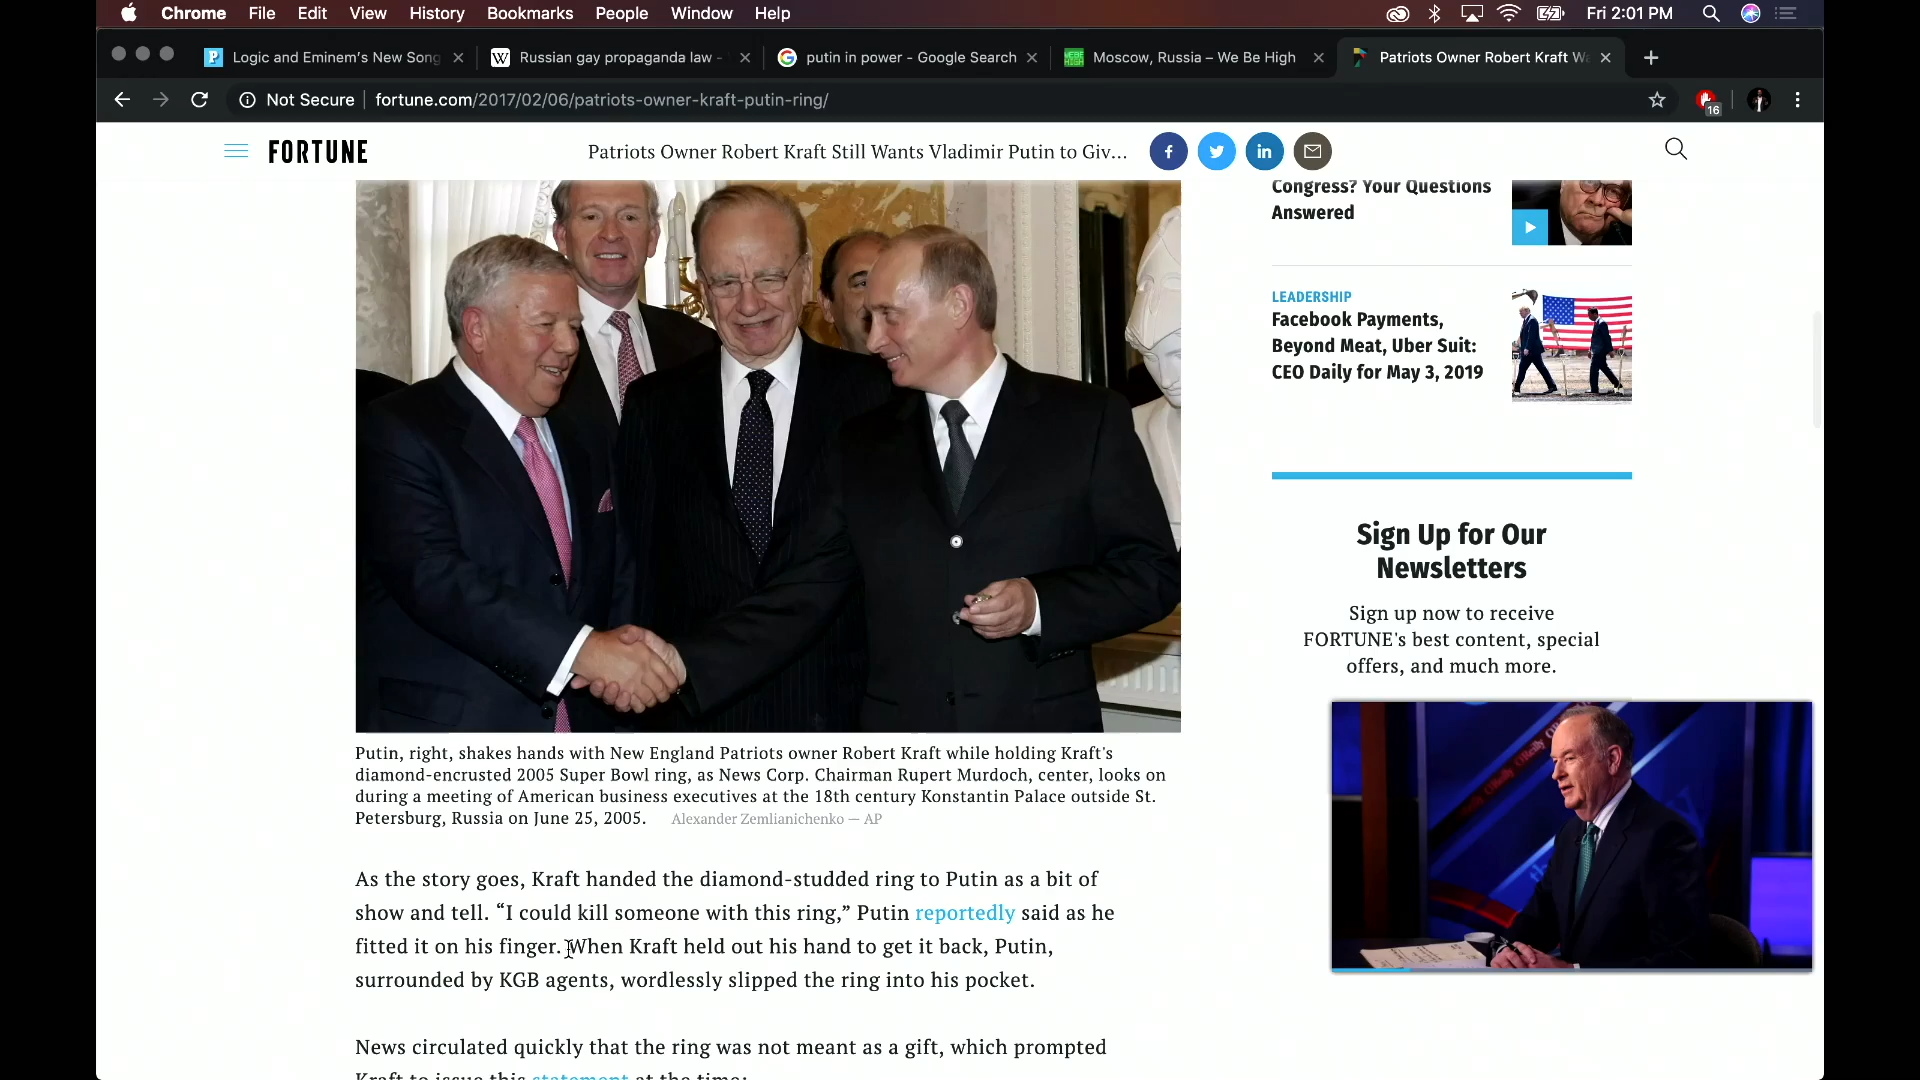 Chrome File Edit View History Bookmarks People Window Help Fri 2:01 PM
Logic and Eminem's New Song Russian gay propaganda law - putin in power - Google Search Moscow, Russia – We Be High Patriots Owner Robert Kraft Wa
Not Secure fortune.com/2017/02/06/patriots-owner-kraft-putin-ring/ 16
FORTUNE Patriots Owner Robert Kraft Still Wants Vladimir Putin to Giv...
Congress? Your Questions
Answered
LEADERSHIP
Facebook Payments,
Beyond Meat, Uber Suit:
CEO Daily for May 3, 2019
Sign Up for Our
Newsletters
Sign up now to receive
FORTUNE's best content, special
offers, and much more.
Putin, right, shakes hands with New England Patriots owner Robert Kraft while holding Kraft's
diamond-encrusted 2005 Super Bowl ring, as News Corp. Chairman Rupert Murdoch, center, looks on
during a meeting of American business executives at the 18th century Konstantin Palace outside St.
Petersburg, Russia on June 25, 2005. Alexander Zemlianichenko — AP
As the story goes, Kraft handed the diamond-studded ring to Putin as a bit of
show and tell. “I could kill someone with this ring,” Putin reportedly said as he
fitted it on his finger. When Kraft held out his hand to get it back, Putin,
surrounded by KGB agents, wordlessly slipped the ring into his pocket.
News circulated quickly that the ring was not meant as a gift, which prompted
Kraft to issue this statement at the time: